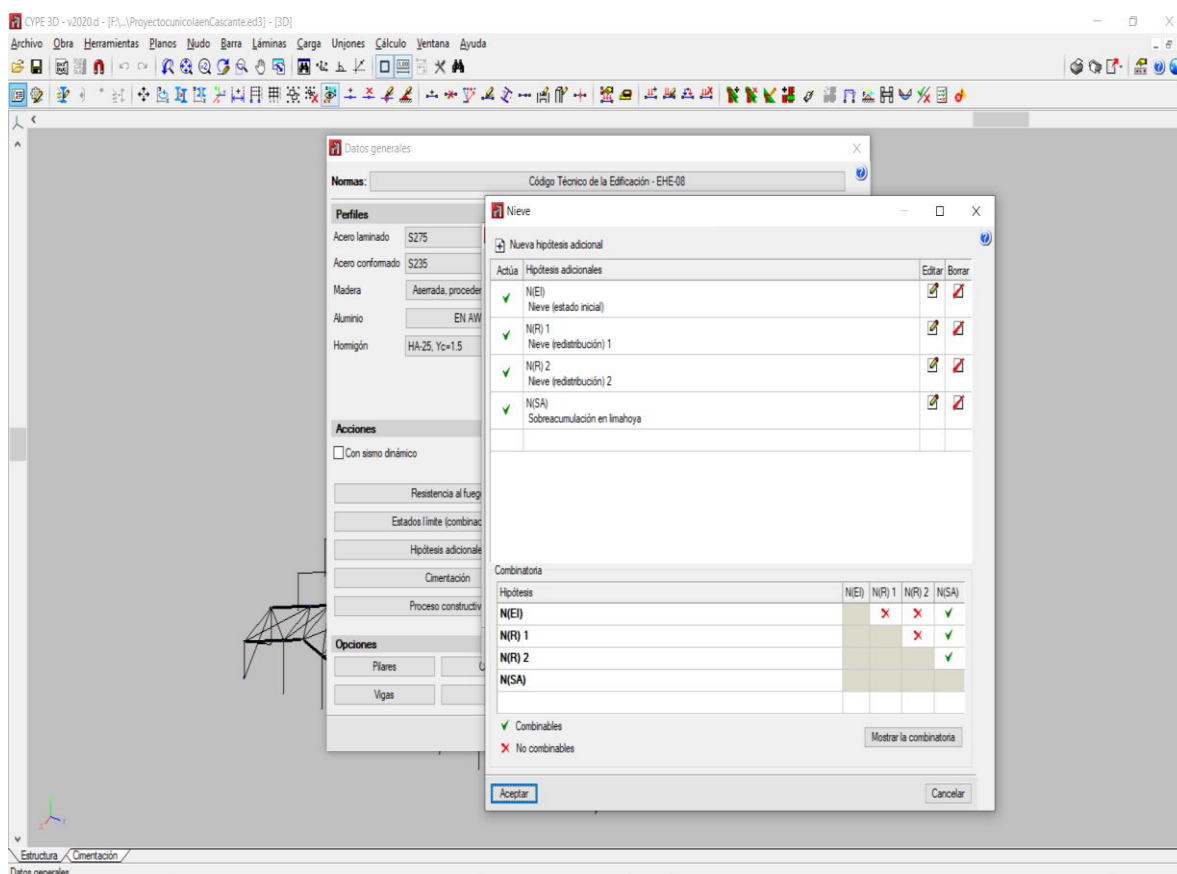 CYPE 3D - v2020.d - [F:\...\ProyectocunicolaenCascante.ed3] - [3D]
Archivo Obra Herramientas Planos Nudo Barra Láminas Carga Uniones Cálculo Ventana Ayuda
Datos generales
Normas: Código Técnico de la Edificación - EHE-08
Perfiles
Acero laminado S275
Acero conformado S235
Madera Aserrada, proceder
Aluminio EN AW
Hormigón HA-25, Yc=1.5
Acciones
Con sismo dinámico
Resistencia al fueg
Estados límite (combinac
Hipótesis adicionale
Cimentación
Proceso constructiv
Opciones
Pilares
Vigas
Nieve
Nueva hipótesis adicional
Actúa Hipótesis adicionales Editar Borrar
N(EI)
Nieve (estado inicial)
N(R) 1
Nieve (redistribución) 1
N(R) 2
Nieve (redistribución) 2
N(SA)
Sobreacumulación en limahoya
Combinatoria
Hipótesis N(EI) N(R) 1 N(R) 2 N(SA)
N(EI)
N(R) 1
N(R) 2
N(SA)
Combinables
No combinables
Mostrar la combinatoria
Aceptar Cancelar
Estructura Cimentación
Datos generales